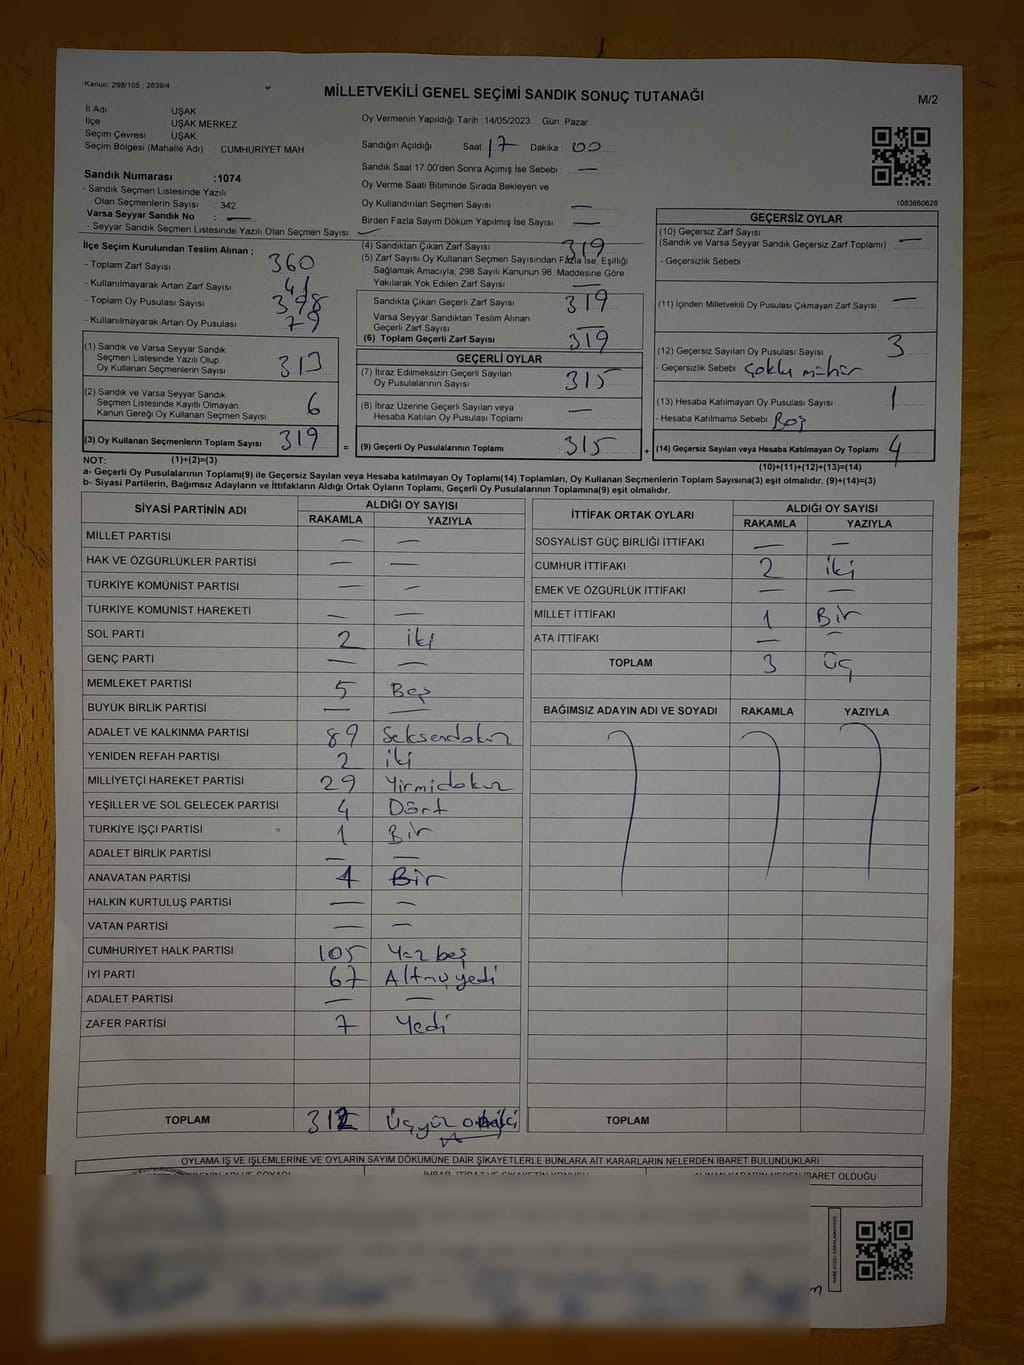 Kanun: 298/105 ; 2839/4
MİLLETVEKİLİ GENEL SEÇİMİ SANDIK SONUÇ TUTANAĞI
M/2
İl Adı UŞAK
İlçe UŞAK MERKEZ
Seçim Çevresi UŞAK
Seçim Bölgesi (Mahalle Adı) CUMHURİYET MAH.
Sandık Numarası :1074
- Sandık Seçmen Listesinde Yazılı
Olan Seçmenlerin Sayısı : 342
Varsa Seyyar Sandık No : —
- Seyyar Sandık Seçmen Listesinde Yazılı Olan Seçmen Sayısı:
Oy Vermenin Yapıldığı Tarih :14/05/2023 Gün: Pazar
Sandığın Açıldığı Saat 17 Dakika : 00
Sandık Saat 17:00'den Sonra Açımış İse Sebebi : —
Oy Verme Saati Bitiminde Sırada Bekleyen ve
Oy Kullandırılan Seçmen Sayısı —
Birden Fazla Sayım Döküm Yapılmış İse Sayısı —
1083660628
İlçe Seçim Kurulundan Teslim Alınan ;
- Toplam Zarf Sayısı 360
- Kullanılmayarak Artan Zarf Sayısı 41
- Toplam Oy Pusulası Sayısı 398
- Kullanılmayarak Artan Oy Pusulası 79
(1) Sandık ve Varsa Seyyar Sandık
Seçmen Listesinde Yazılı Olup
Oy Kullanan Seçmenlerin Sayısı 313
(2) Sandık ve Varsa Seyyar Sandık
Seçmen Listesinde Kayıtlı Olmayan
Kanun Gereği Oy Kullanan Seçmen Sayısı 6
(3) Oy Kullanan Seçmenlerin Toplam Sayısı 319
(4) Sandıktan Çıkan Zarf Sayısı 319
(5) Zarf Sayısı Oy Kullanan Seçmen Sayısından Fazla İse, Eşitliği
Sağlamak Amacıyla, 298 Sayılı Kanunun 98. Maddesine Göre
Yakılarak Yok Edilen Zarf Sayısı —
Sandıkta Çıkan Geçerli Zarf Sayısı 319
Varsa Seyyar Sandıktan Teslim Alınan
Geçerli Zarf Sayısı —
(6) Toplam Geçerli Zarf Sayısı 319
GEÇERLİ OYLAR
(7) İtiraz Edilmeksizin Geçerli Sayılan
Oy Pusulalarının Sayısı 315
(8) İtiraz Üzerine Geçerli Sayılan veya
Hesaba Katılan Oy Pusulası Toplamı —
= (9) Geçerli Oy Pusulalarının Toplamı 315
GEÇERSİZ OYLAR
(10) Geçersiz Zarf Sayısı
(Sandık ve Varsa Seyyar Sandık Geçersiz Zarf Toplamı) —
- Geçersizlik Sebebi
(11) İçinden Milletvekili Oy Pusulası Çıkmayan Zarf Sayısı —
(12) Geçersiz Sayılan Oy Pusulası Sayısı 3
- Geçersizlik Sebebi Çoklu mühür
(13) Hesaba Katılmayan Oy Pusulası Sayısı 1
- Hesaba Katılmama Sebebi Boş
+ (14) Geçersiz Sayılan veya Hesaba Katılmayan Oy Toplamı : 4
NOT: (1)+(2)=(3) (10)+(11)+(12)+(13)=(14)
a- Geçerli Oy Pusulalarının Toplamı(9) ile Geçersiz Sayılan veya Hesaba katılmayan Oy Toplamı(14) Toplamları, Oy Kullanan Seçmenlerin Toplam Sayısına(3) eşit olmalıdır. (9)+(14)=(3)
b- Siyasi Partilerin, Bağımsız Adayların ve İttifakların Aldığı Ortak Oyların Toplamı, Geçerli Oy Pusulalarının Toplamına(9) eşit olmalıdır.
SİYASİ PARTİNİN ADI ALDIĞI OY SAYISI
RAKAMLA YAZIYLA
MİLLET PARTİSİ — —
HAK VE ÖZGÜRLÜKLER PARTİSİ — —
TÜRKİYE KOMÜNİST PARTİSİ — —
TÜRKİYE KOMÜNİST HAREKETİ — —
SOL PARTİ 2 iki
GENÇ PARTİ — —
MEMLEKET PARTİSİ 5 Beş
BÜYÜK BİRLİK PARTİSİ — —
ADALET VE KALKINMA PARTİSİ 89 Seksendokuz
YENİDEN REFAH PARTİSİ 2 iki
MİLLİYETÇİ HAREKET PARTİSİ 29 Yirmidokuz
YEŞİLLER VE SOL GELECEK PARTİSİ 4 Dört
TÜRKİYE İŞÇİ PARTİSİ 1 Bir
ADALET BİRLİK PARTİSİ — —
ANAVATAN PARTİSİ 1 Bir
HALKIN KURTULUŞ PARTİSİ — —
VATAN PARTİSİ — —
CUMHURİYET HALK PARTİSİ 105 Yüz beş
İYİ PARTİ 67 Altmışyedi
ADALET PARTİSİ — —
ZAFER PARTİSİ 7 Yedi
TOPLAM 312 Üçyüz
İTTİFAK ORTAK OYLARI ALDIĞI OY SAYISI
RAKAMLA YAZIYLA
SOSYALİST GÜÇ BİRLİĞİ İTTİFAKI — —
CUMHUR İTTİFAKI 2 iki
EMEK VE ÖZGÜRLÜK İTTİFAKI — —
MİLLET İTTİFAKI 1 Bir
ATA İTTİFAKI — —
TOPLAM 3 Üç
BAĞIMSIZ ADAYIN ADI VE SOYADI RAKAMLA YAZIYLA
TOPLAM
OYLAMA İŞ VE İŞLEMLERİNE VE OYLARIN SAYIM DÖKÜMÜNE DAİR ŞİKAYETLERLE BUNLARA AİT KARARLARIN NELERDEN İBARET BULUNDUKLARI
İBARET OLDUĞU